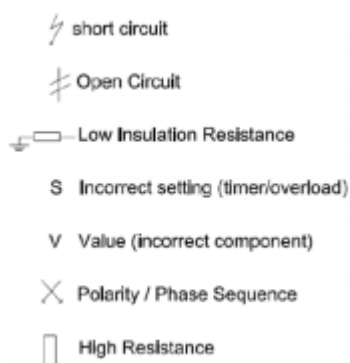 short circuit
Open Circuit
Low Insulation Resistance
S Incorrect setting (timer/overload)
V Value (incorrect component)
Polarity / Phase Sequence
High Resistance